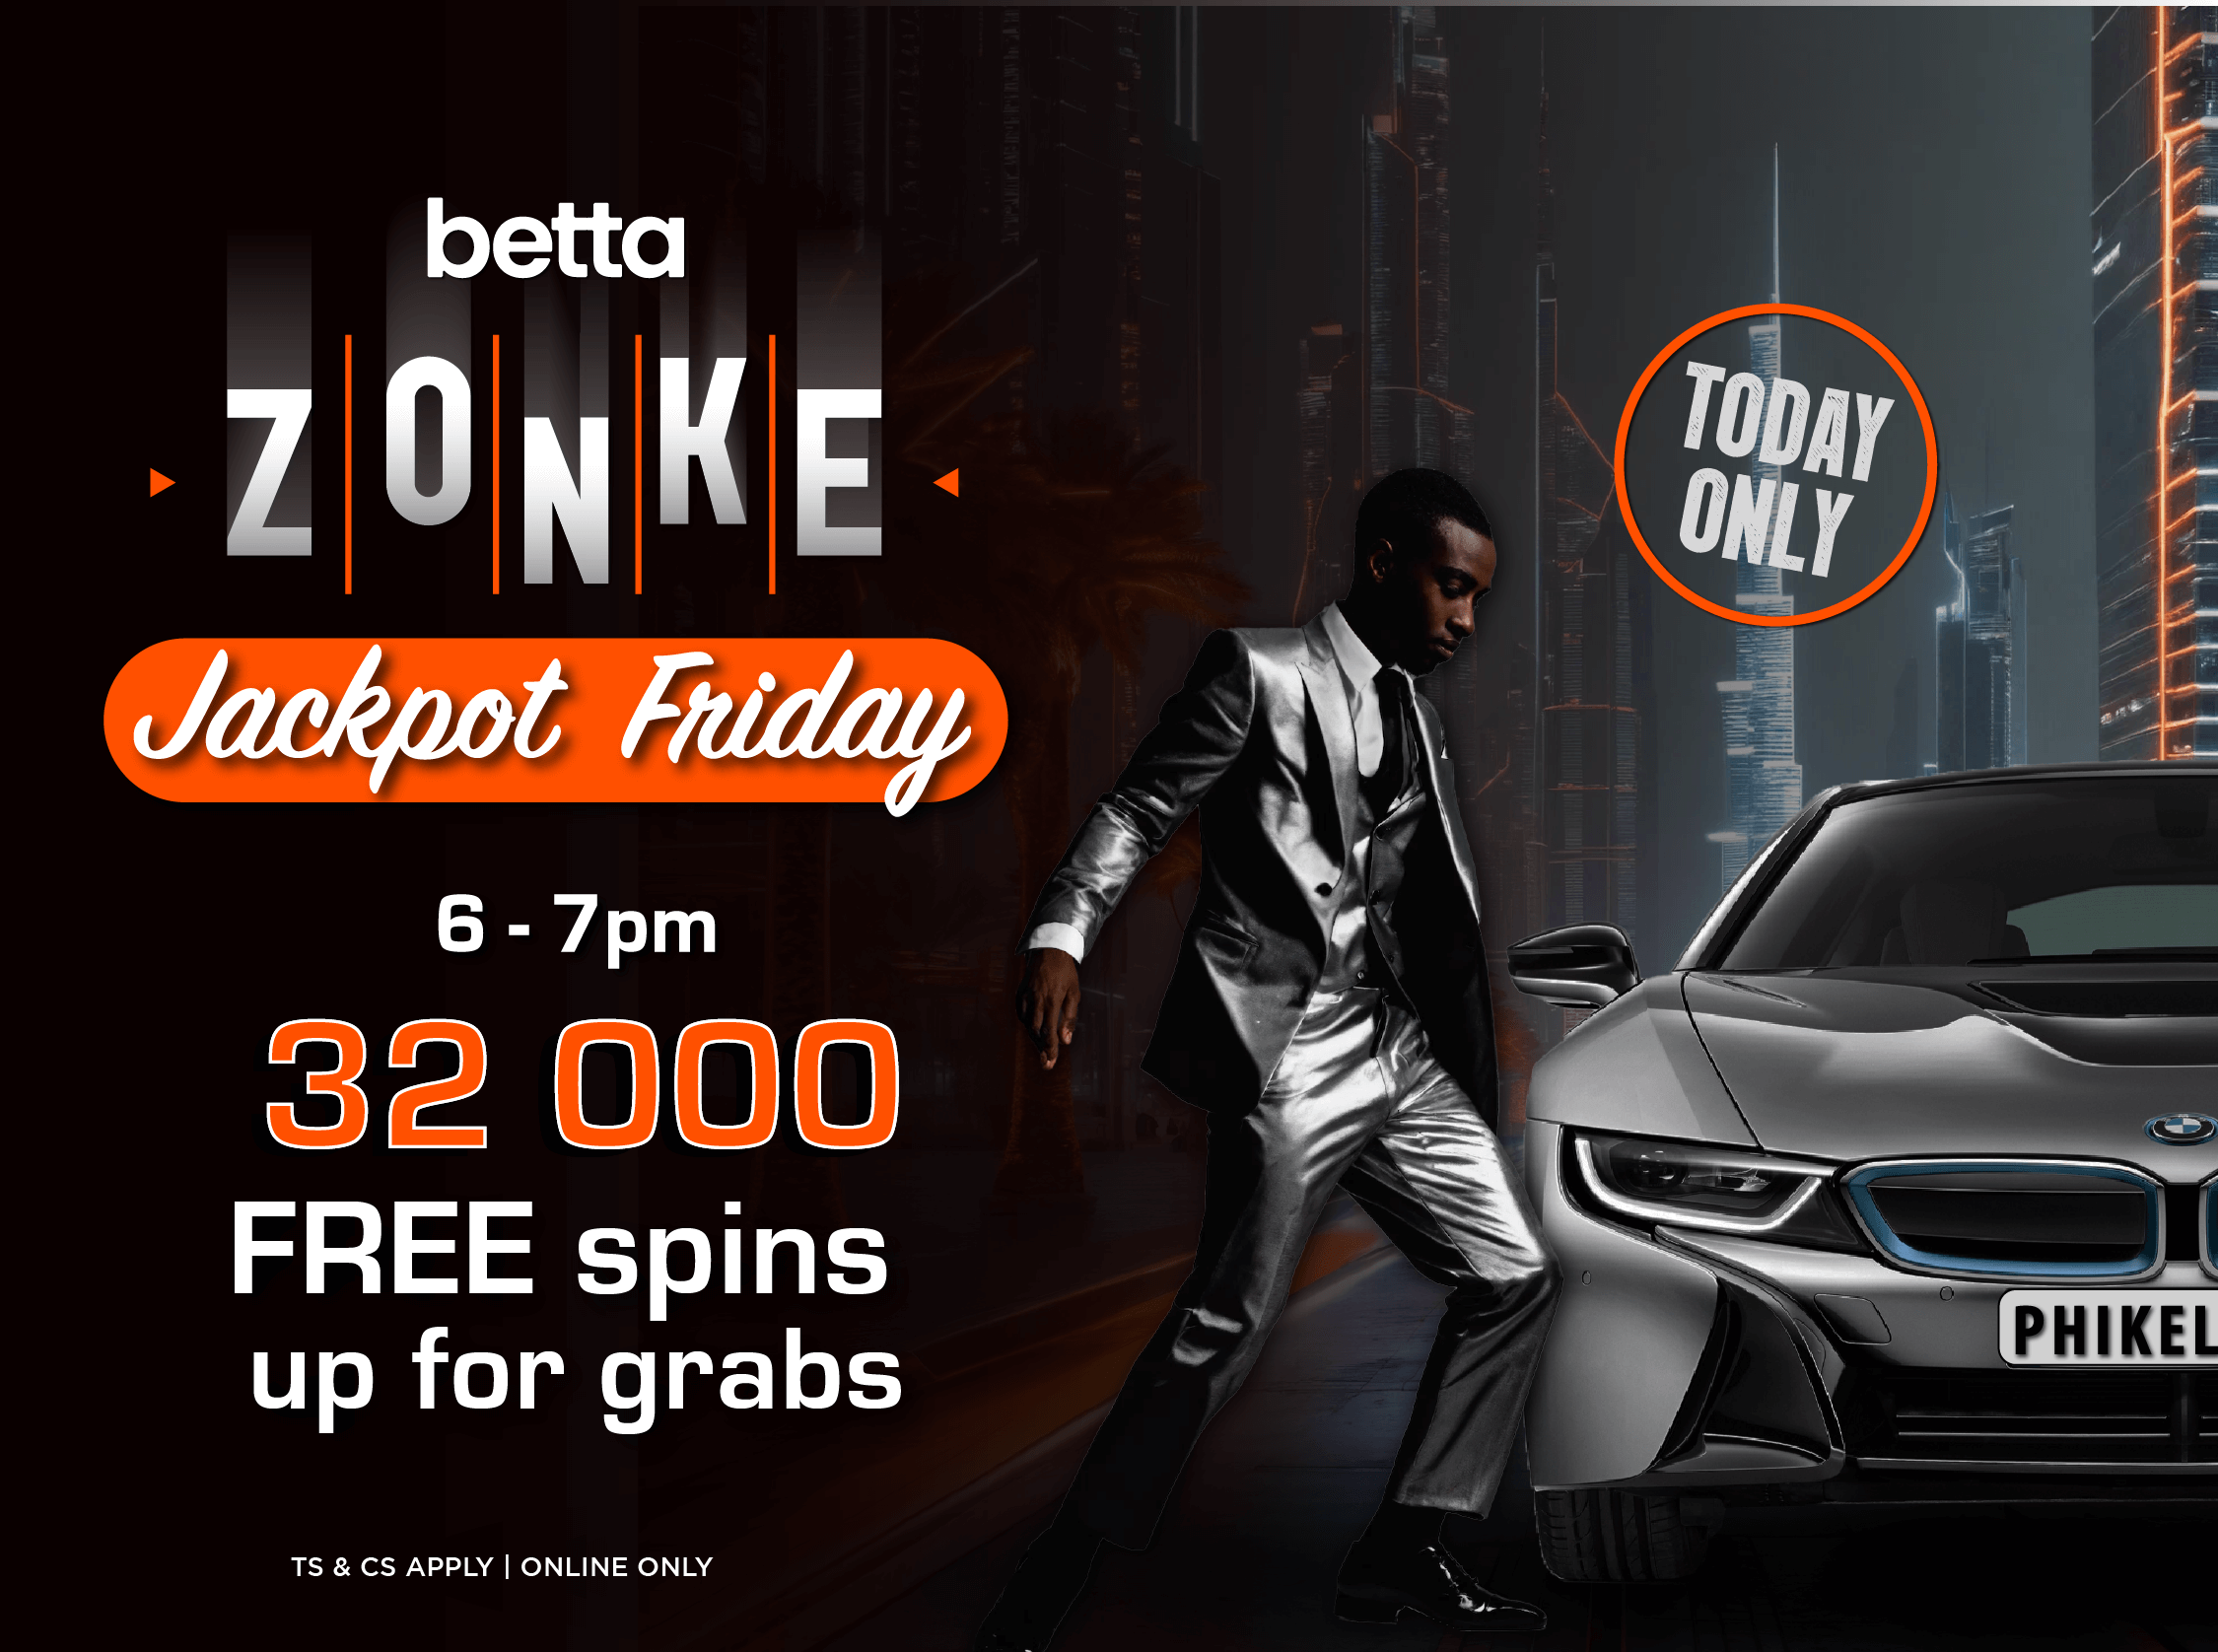 betta
ZONKE
Jackpot Friday
6 - 7pm
32 000
FREE spins
up for grabs
TS & CS APPLY | ONLINE ONLY
TODAY
ONLY
PHIKEL